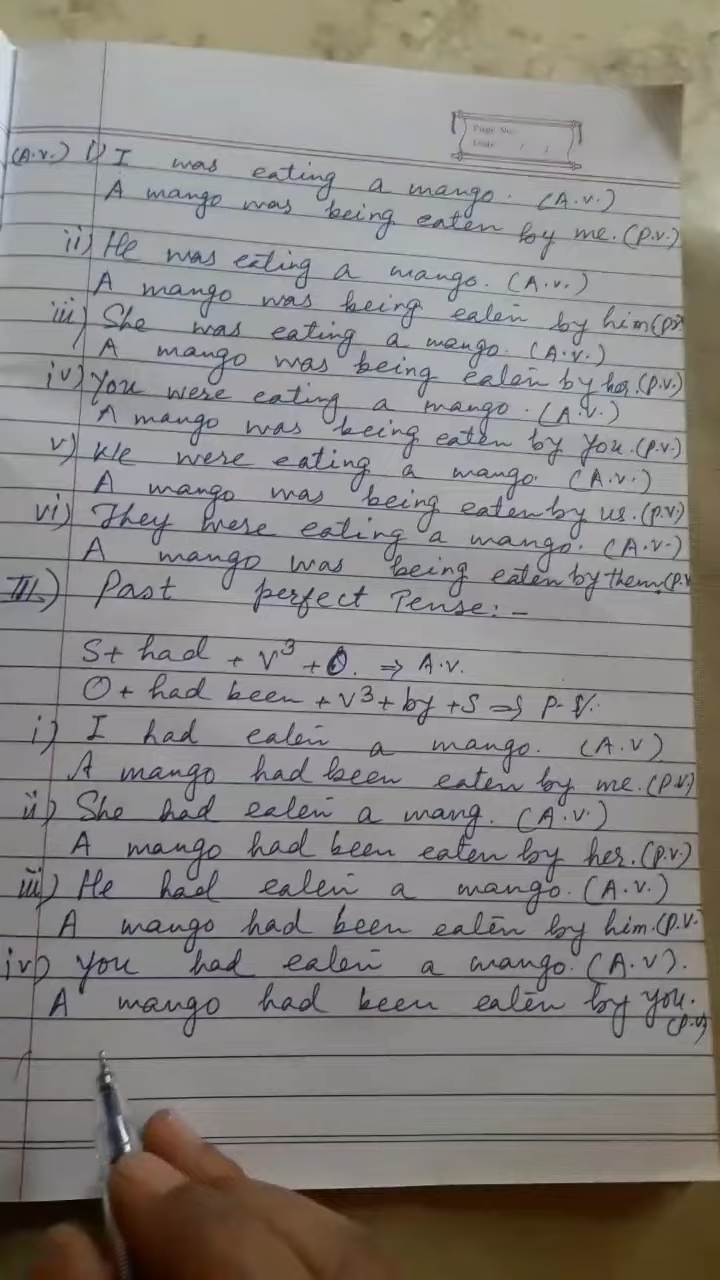 Page No.
Date / /
(A.V.) i) I was eating a mango. (A.V.)
A mango was being eaten by me. (P.V.)
ii) He was eating a mango. (A.V.)
A mango was being eaten by him (P.V)
iii) She was eating a mango. (A.V.)
A mango was being eaten by her. (P.V.)
iv) You were eating a mango. (A.V.)
A mango was being eaten by you. (P.V.)
v) We were eating a mango. (A.V.)
A mango was being eaten by us. (P.V)
vi) They were eating a mango. (A.V.)
A mango was being eaten by them. (P.V
III.) Past perfect Tense:-
S+ had + V³ + O. ⇒ A.V.
O + had been + V³ + by + S ⇒ P.V.
i) I had eaten a mango. (A.V)
A mango had been eaten by me. (P.V)
ii) She had eaten a mang. (A.V.)
A mango had been eaten by her. (P.V.)
iii) He had eaten a mango. (A.V.)
A mango had been eaten by him. (P.V.
iv) You had eaten a mango. (A.V).
A mango had been eaten by you.
(P.V)